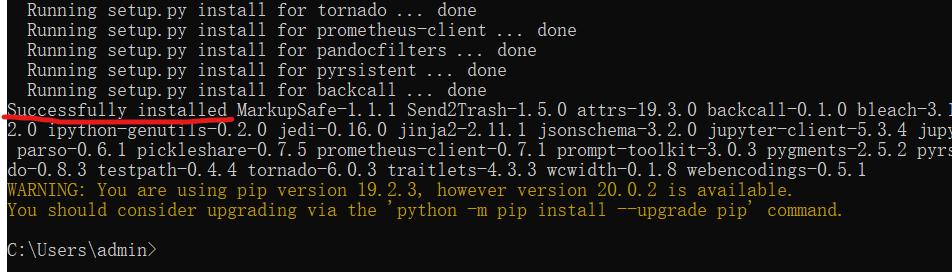 Running setup.py install for tornado ... done
Running setup.py install for prometheus-client ... done
Running setup.py install for pandocfilters ... done
Running setup.py install for pyrsistent ... done
Running setup.py install for backcall ... done
Successfully installed MarkupSafe-1.1.1 Send2Trash-1.5.0 attrs-19.3.0 backcall-0.1.0 bleach-3.1
2.0 ipython-genutils-0.2.0 jedi-0.16.0 jinja2-2.11.1 jsonschema-3.2.0 jupyter-client-5.3.4 jupy
parso-0.6.1 pickleshare-0.7.5 prometheus-client-0.7.1 prompt-toolkit-3.0.3 pygments-2.5.2 pyrs
do-0.8.3 testpath-0.4.4 tornado-6.0.3 traitlets-4.3.3 wcwidth-0.1.8 webencodings-0.5.1
WARNING: You are using pip version 19.2.3, however version 20.0.2 is available.
You should consider upgrading via the 'python -m pip install --upgrade pip' command.
C:\Users\admin>